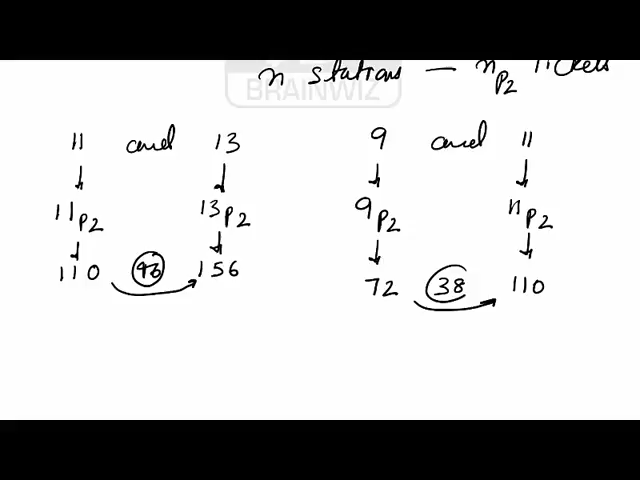 n stations — nP2 Tickets
BRAINWIZ
11 and 13 9 and 11
11P2 13P2 9P2 11P2
110 46 156 72 38 110